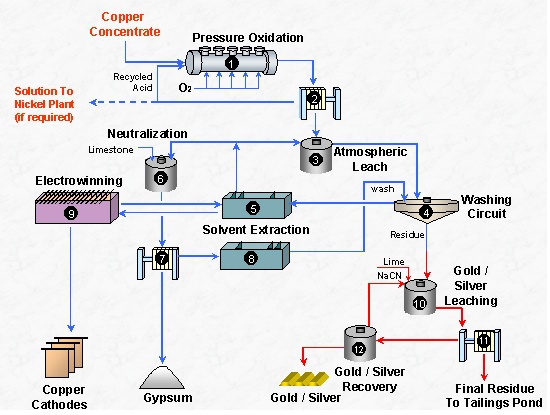 Copper
Concentrate
Pressure Oxidation
1
Recycled
Acid
O2
Solution To
Nickel Plant
(if required)
2
Neutralization
Limestone
3
Atmospheric
Leach
6
Electrowinning
wash
9
5
4
Washing
Circuit
Solvent Extraction
Residue
7
8
Lime
NaCN
Gold /
Silver
Leaching
10
11
12
Gold / Silver
Recovery
Copper
Cathodes
Gypsum
Gold / Silver
Final Residue
To Tailings Pond